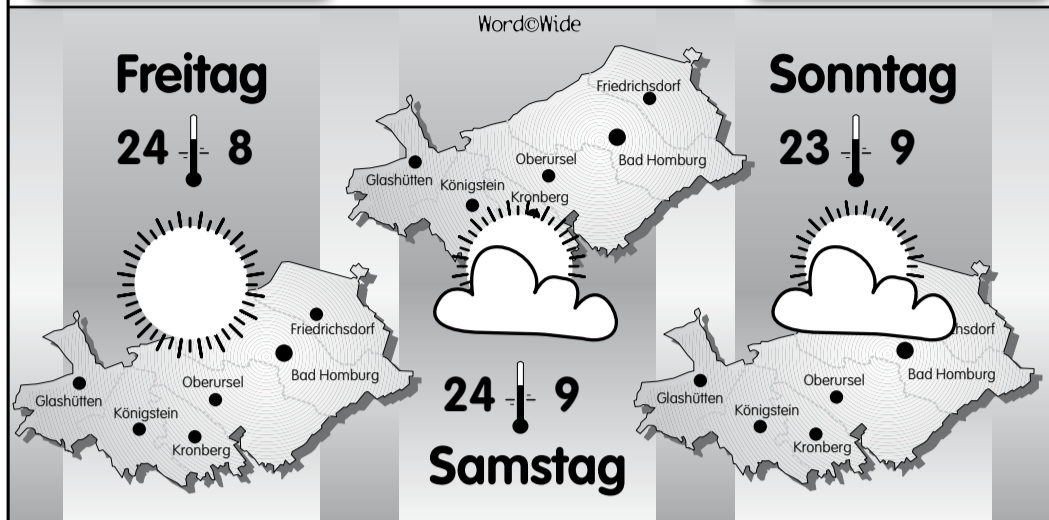 Word©Wide
Freitag
24 8
Friedrichsdorf
Bad Homburg
Oberursel
Glashütten
Königstein
Kronberg
Friedrichsdorf
Bad Homburg
Oberursel
Glashütten
Königstein
Kronberg
24 9
Samstag
Sonntag
23 9
hsdorf
Bad Homburg
Oberursel
Glashütten
Königstein
Kronberg